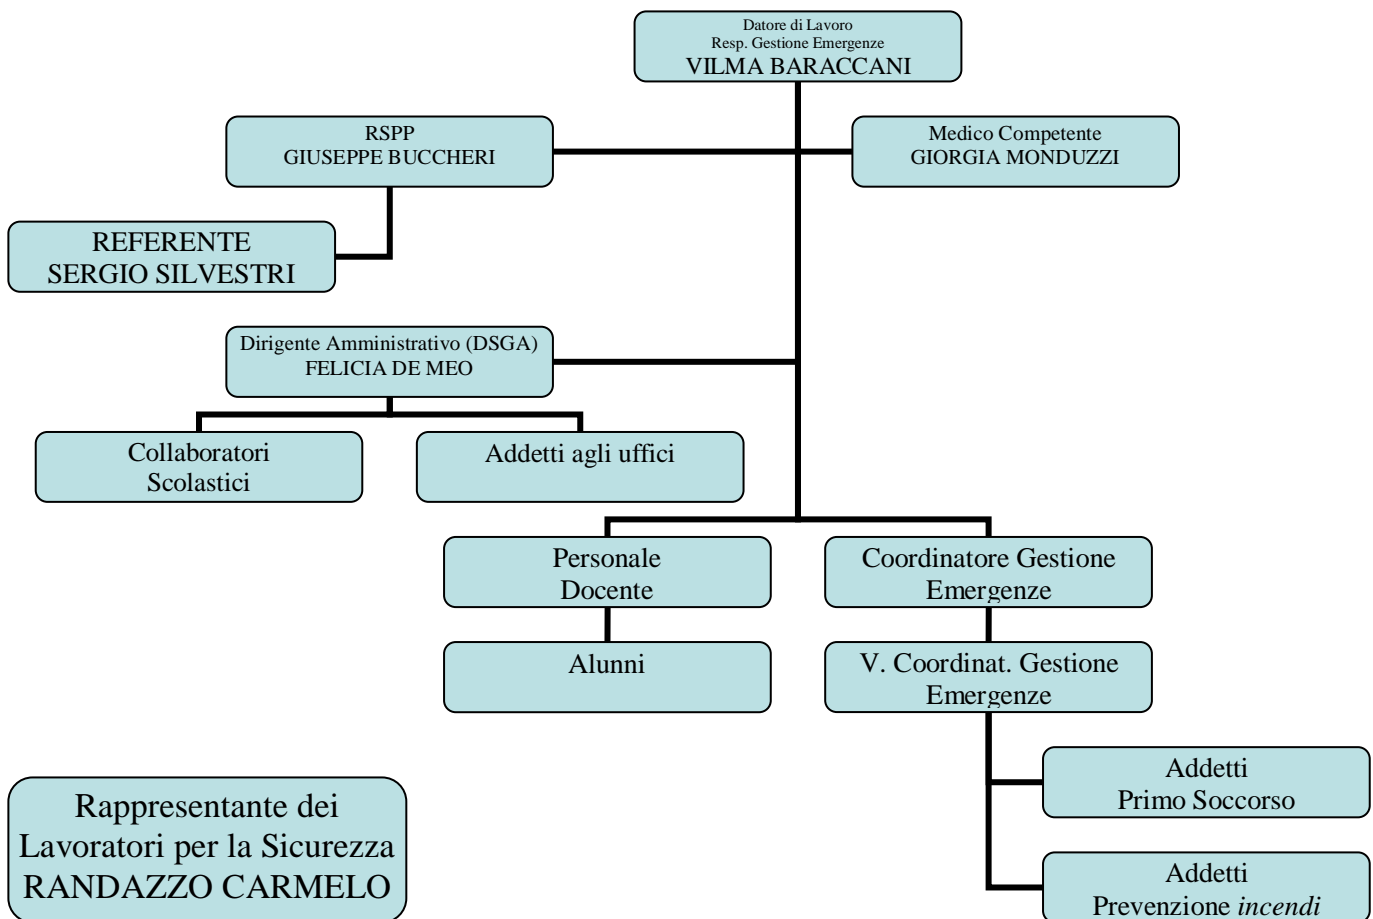 Datore di Lavoro
Resp. Gestione Emergenze
VILMA BARACCANI
RSPP
GIUSEPPE BUCCHERI
Medico Competente
GIORGIA MONDUZZI
REFERENTE
SERGIO SILVESTRI
Dirigente Amministrativo (DSGA)
FELICIA DE MEO
Collaboratori
Scolastici
Addetti agli uffici
Personale
Docente
Coordinatore Gestione
Emergenze
Alunni
V. Coordinat. Gestione
Emergenze
Addetti
Primo Soccorso
Rappresentante dei
Lavoratori per la Sicurezza
RANDAZZO CARMELO
Addetti
Prevenzione incendi